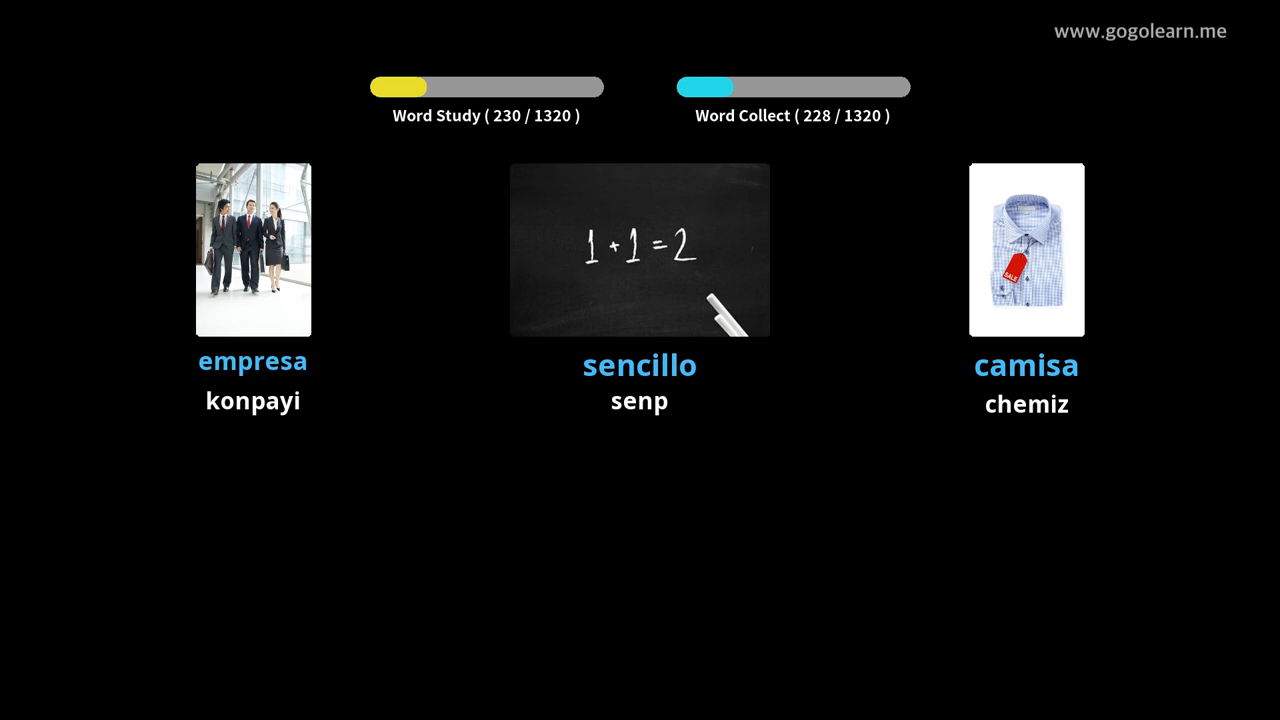 www.gogolearn.me
Word Study ( 230 / 1320 )
Word Collect ( 228 / 1320 )
1 + 1 = 2
SALE
empresa
sencillo
camisa
konpayi
senp
chemiz